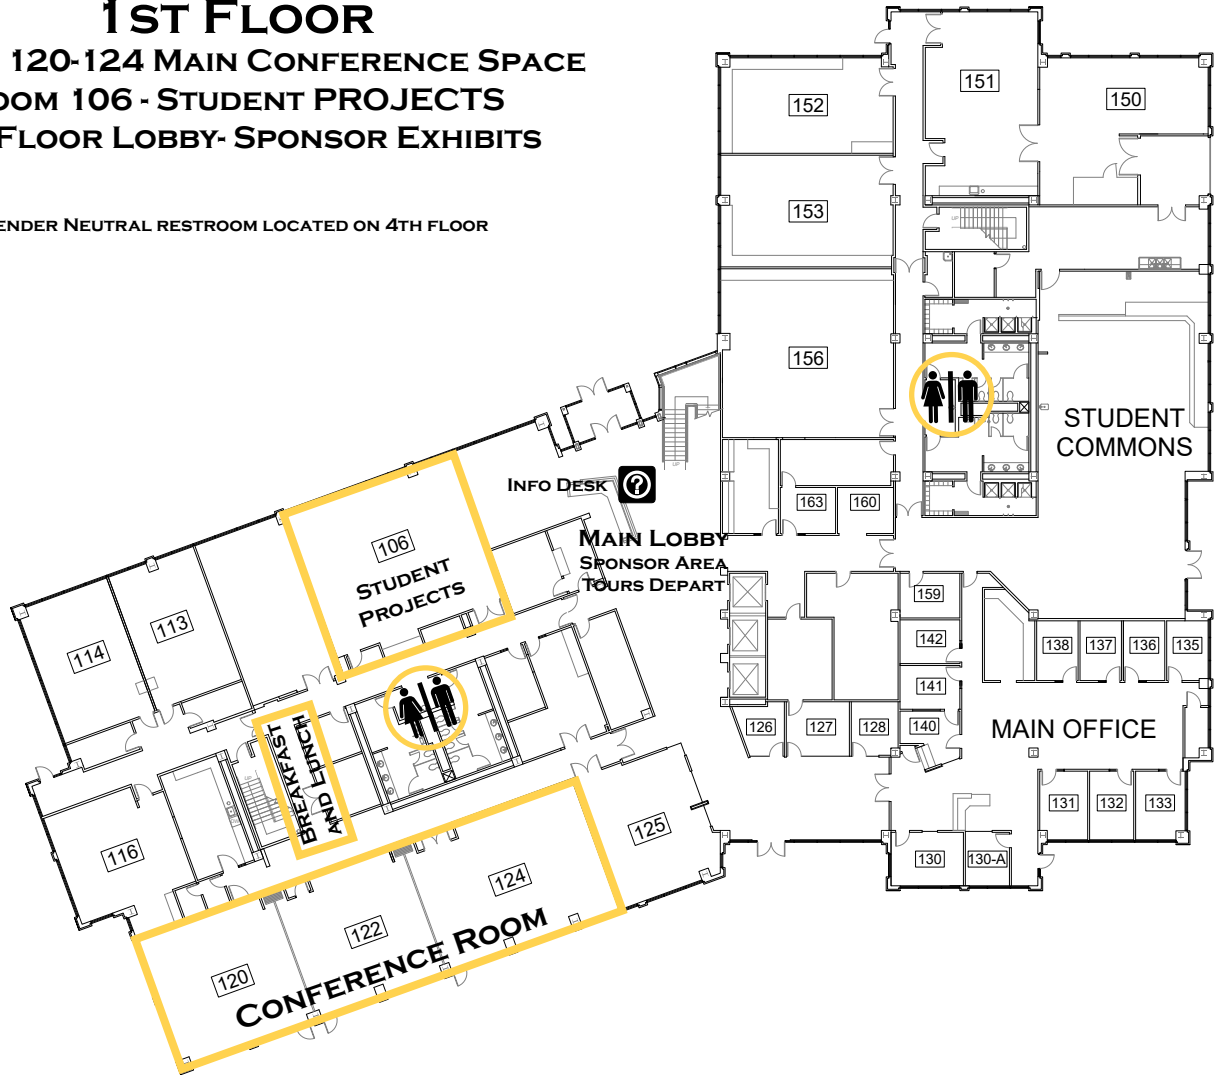 1st Floor
120-124 Main Conference Space
oom 106 - Student PROJECTS
Floor Lobby- Sponsor Exhibits
ender Neutral restroom located on 4th floor
151
150
152
153
UP
156
STUDENT
COMMONS
UP
Info Desk
?
163
160
Main Lobby
Sponsor Area
Tours Depart
106
Student
Projects
113
114
159
142
141
140
138
137
136
135
126
127
128
MAIN OFFICE
131
132
133
130
130-A
Breakfast
and Lunch
UP
116
125
124
122
120
Conference Room